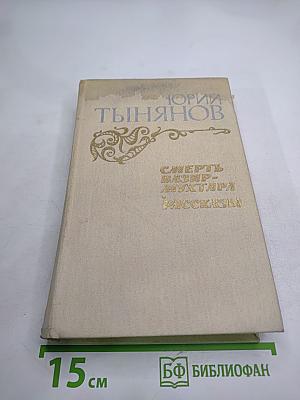 ЮРИЙ
ТЫНЯНОВ
СМЕРТЬ
ВАЗИР-
МУХТАРА
РАССКАЗЫ
15 см
БФ БИБЛИОФАН